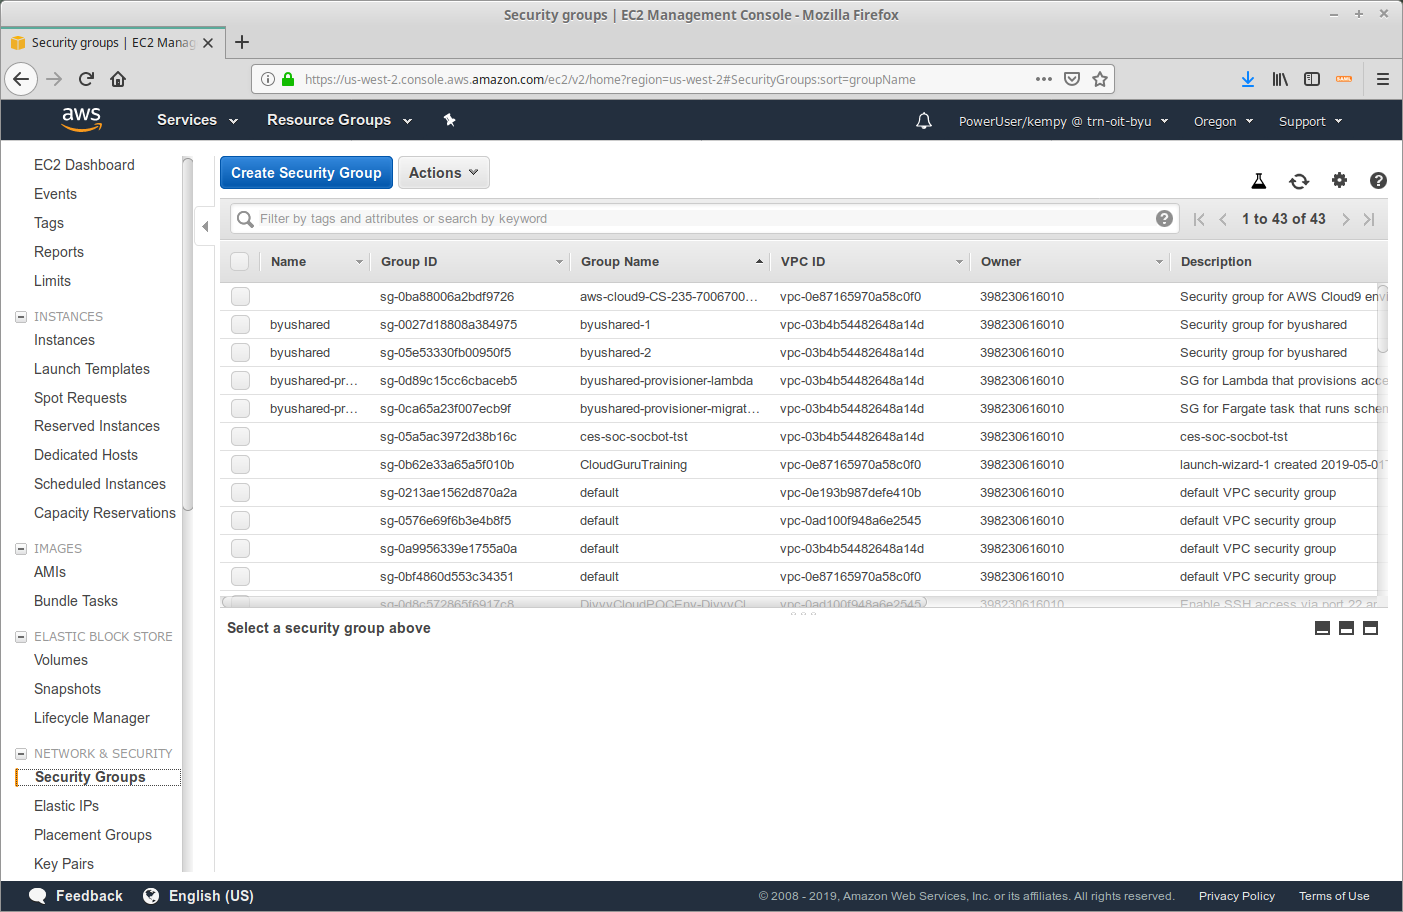 Security groups | EC2 Management Console - Mozilla Firefox
Security groups | EC2 Manag
https://us-west-2.console.aws.amazon.com/ec2/v2/home?region=us-west-2#SecurityGroups:sort=groupName
aws Services Resource Groups PowerUser/kempy @ trn-oit-byu Oregon Support
EC2 Dashboard
Events
Tags
Reports
Limits
INSTANCES
Instances
Launch Templates
Spot Requests
Reserved Instances
Dedicated Hosts
Scheduled Instances
Capacity Reservations
IMAGES
AMIs
Bundle Tasks
ELASTIC BLOCK STORE
Volumes
Snapshots
Lifecycle Manager
NETWORK & SECURITY
Security Groups
Elastic IPs
Placement Groups
Key Pairs
Create Security Group Actions
Filter by tags and attributes or search by keyword 1 to 43 of 43
Name Group ID Group Name VPC ID Owner Description
sg-0ba88006a2bdf9726 aws-cloud9-CS-235-7006700... vpc-0e87165970a58c0f0 398230616010 Security group for AWS Cloud9 envi
byushared sg-0027d18808a384975 byushared-1 vpc-03b4b54482648a14d 398230616010 Security group for byushared
byushared sg-05e53330fb00950f5 byushared-2 vpc-03b4b54482648a14d 398230616010 Security group for byushared
byushared-pr... sg-0d89c15cc6cbaceb5 byushared-provisioner-lambda vpc-03b4b54482648a14d 398230616010 SG for Lambda that provisions acce
byushared-pr... sg-0ca65a23f007ecb9f byushared-provisioner-migrat... vpc-03b4b54482648a14d 398230616010 SG for Fargate task that runs schem
sg-05a5ac3972d38b16c ces-soc-socbot-tst vpc-03b4b54482648a14d 398230616010 ces-soc-socbot-tst
sg-0b62e33a65a5f010b CloudGuruTraining vpc-0e87165970a58c0f0 398230616010 launch-wizard-1 created 2019-05-01T
sg-0213ae1562d870a2a default vpc-0e193b987defe410b 398230616010 default VPC security group
sg-0576e69f6b3e4b8f5 default vpc-0ad100f948a6e2545 398230616010 default VPC security group
sg-0a9956339e1755a0a default vpc-03b4b54482648a14d 398230616010 default VPC security group
sg-0bf4860d553c34351 default vpc-0e87165970a58c0f0 398230616010 default VPC security group
sg-0d8c572865f6917c8 DivvyCloudPOCEnv-DivvyCl vpc-0ad100f948a6e2545 398230616010 Enable SSH access via port 22 ar
Select a security group above
Feedback English (US) © 2008 - 2019, Amazon Web Services, Inc. or its affiliates. All rights reserved. Privacy Policy Terms of Use